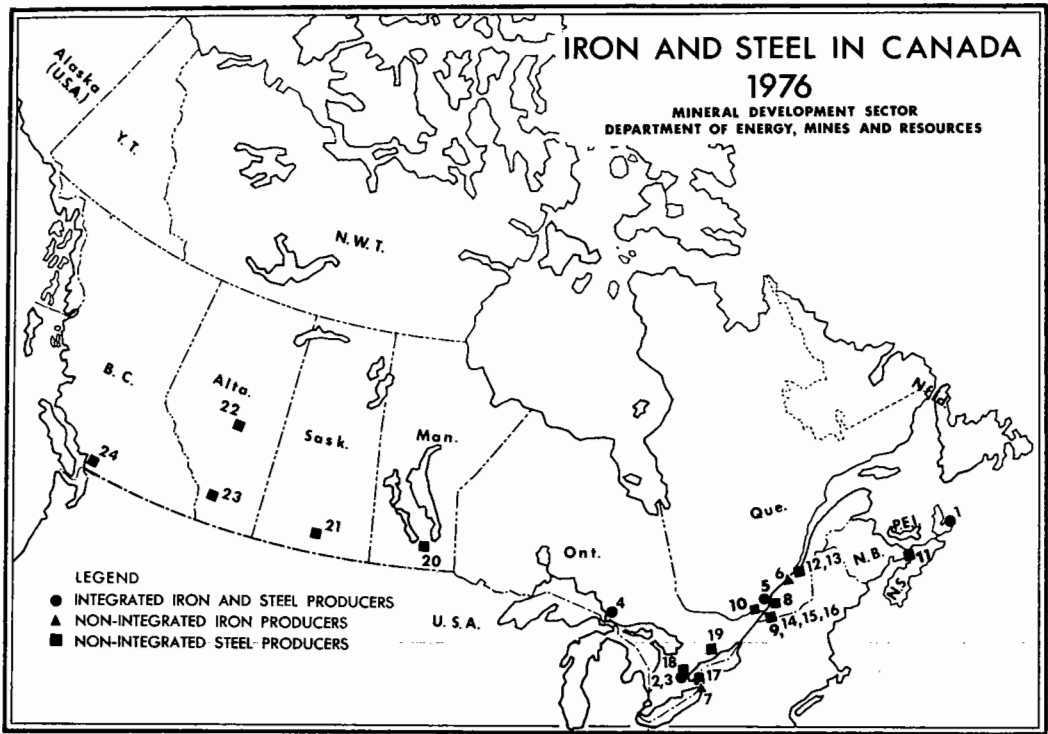 IRON AND STEEL IN CANADA
1976
MINERAL DEVELOPMENT SECTOR
DEPARTMENT OF ENERGY, MINES AND RESOURCES
Alaska
(U.S.A.)
Y. T.
N.W. T.
B. C.
Alta.
22
Sask.
Man.
24
23
21
20
Ont.
Que.
Nfld.
P.E.I.
1
N.B.
11
N.S.
12,13
6
5
8
10
9,14,15,16
4
19
18
2,3
17
7
U.S.A.
LEGEND
INTEGRATED IRON AND STEEL PRODUCERS
NON-INTEGRATED IRON PRODUCERS
NON-INTEGRATED STEEL PRODUCERS